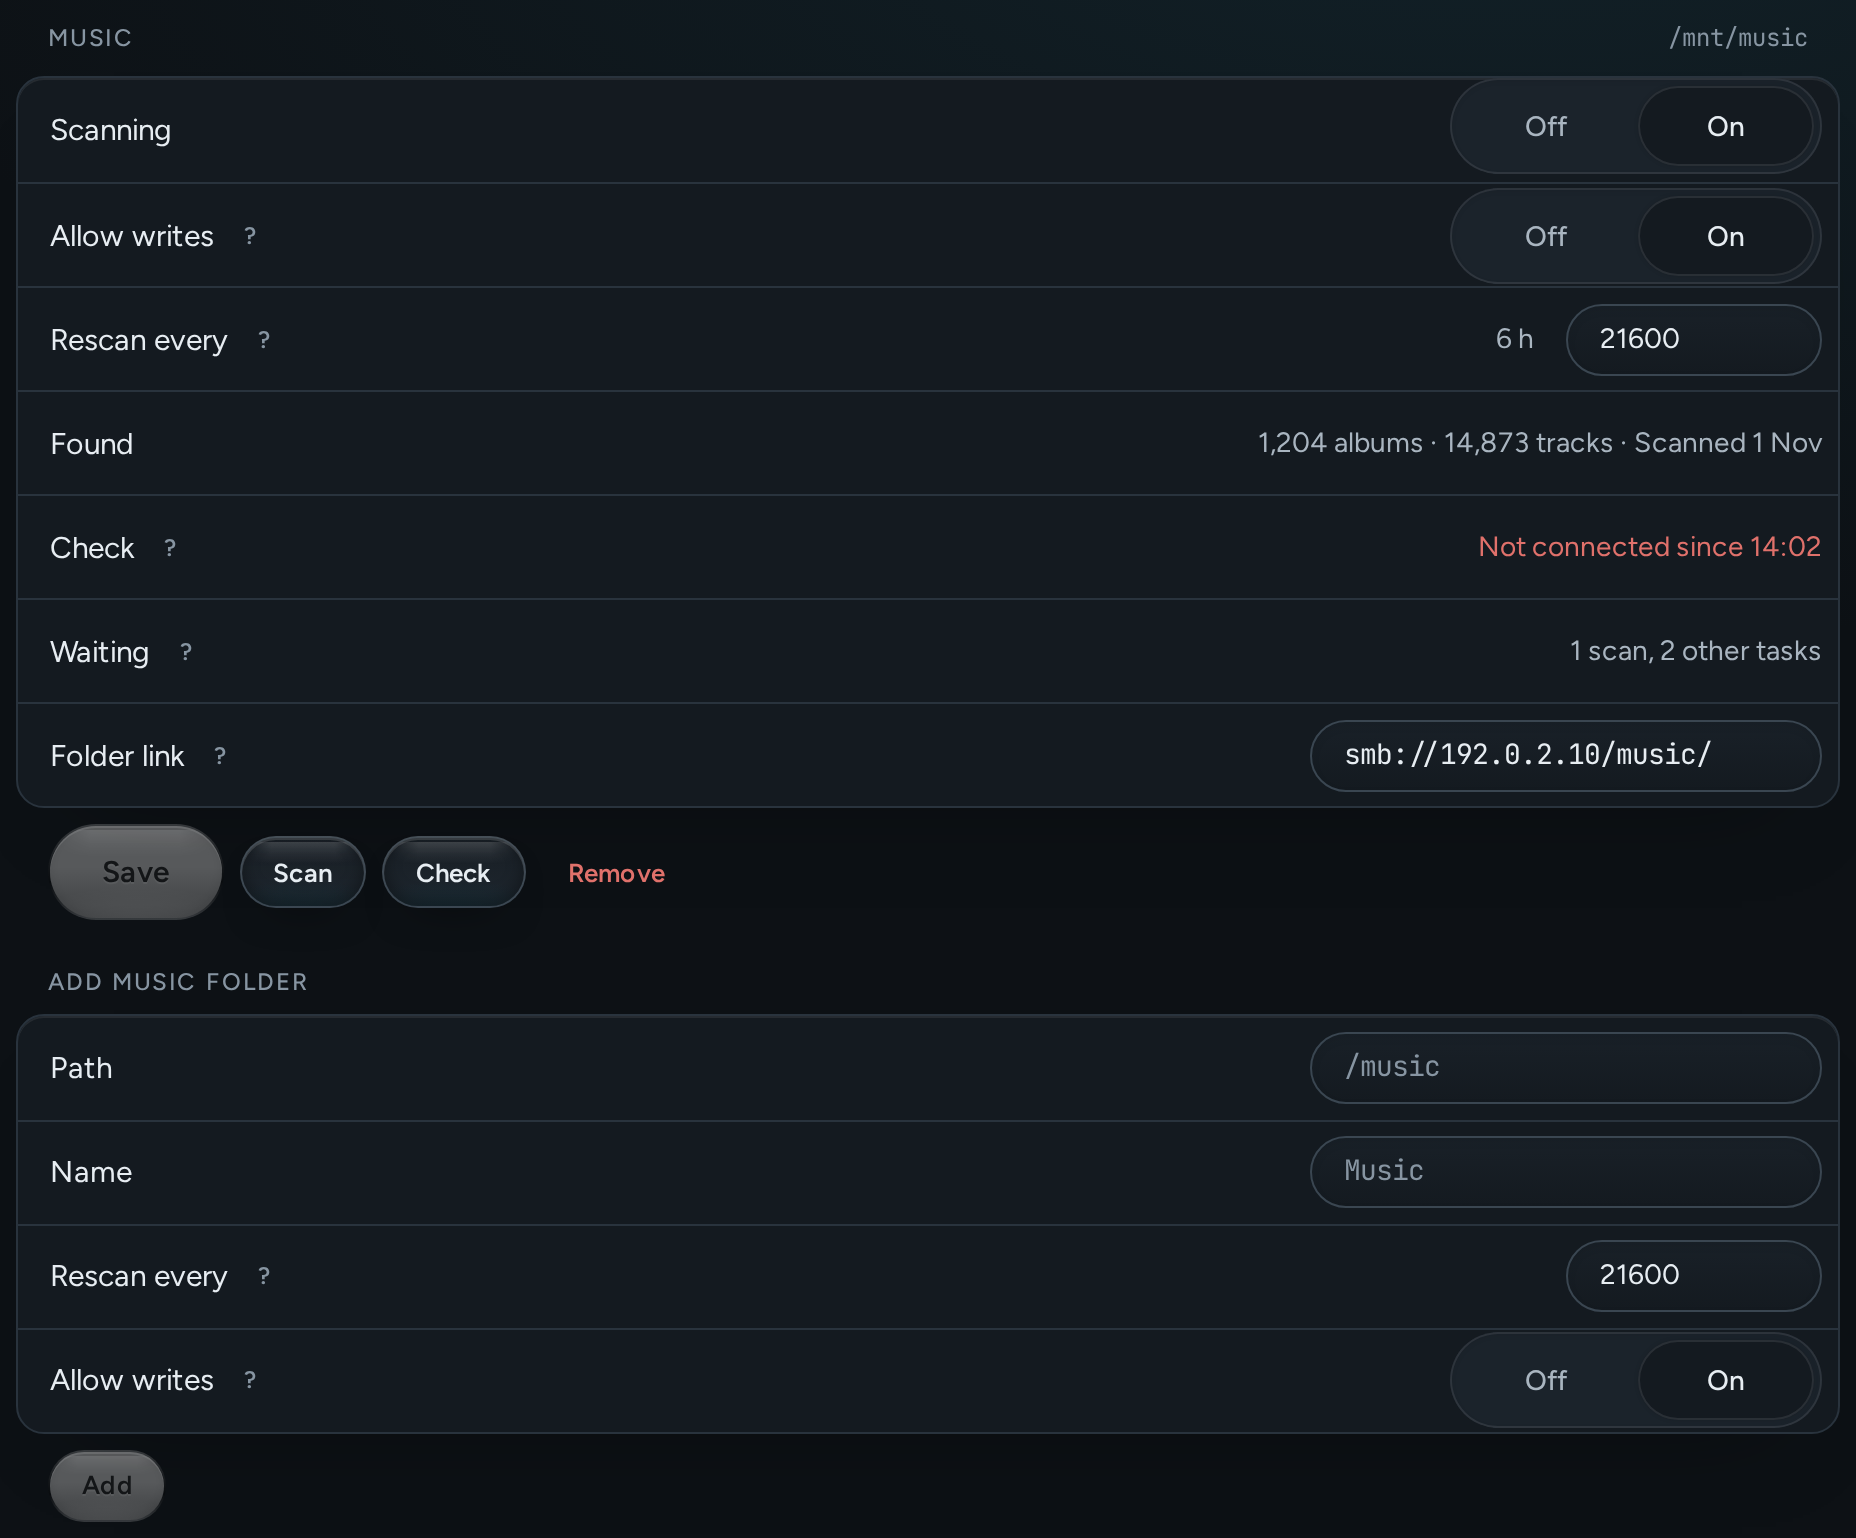 MUSIC /mnt/music
Scanning Off On
Allow writes ? Off On
Rescan every ? 6 h 21600
Found 1,204 albums · 14,873 tracks · Scanned 1 Nov
Check ? Not connected since 14:02
Waiting ? 1 scan, 2 other tasks
Folder link ? smb://192.0.2.10/music/
Save Scan Check Remove
ADD MUSIC FOLDER
Path /music
Name Music
Rescan every ? 21600
Allow writes ? Off On
Add